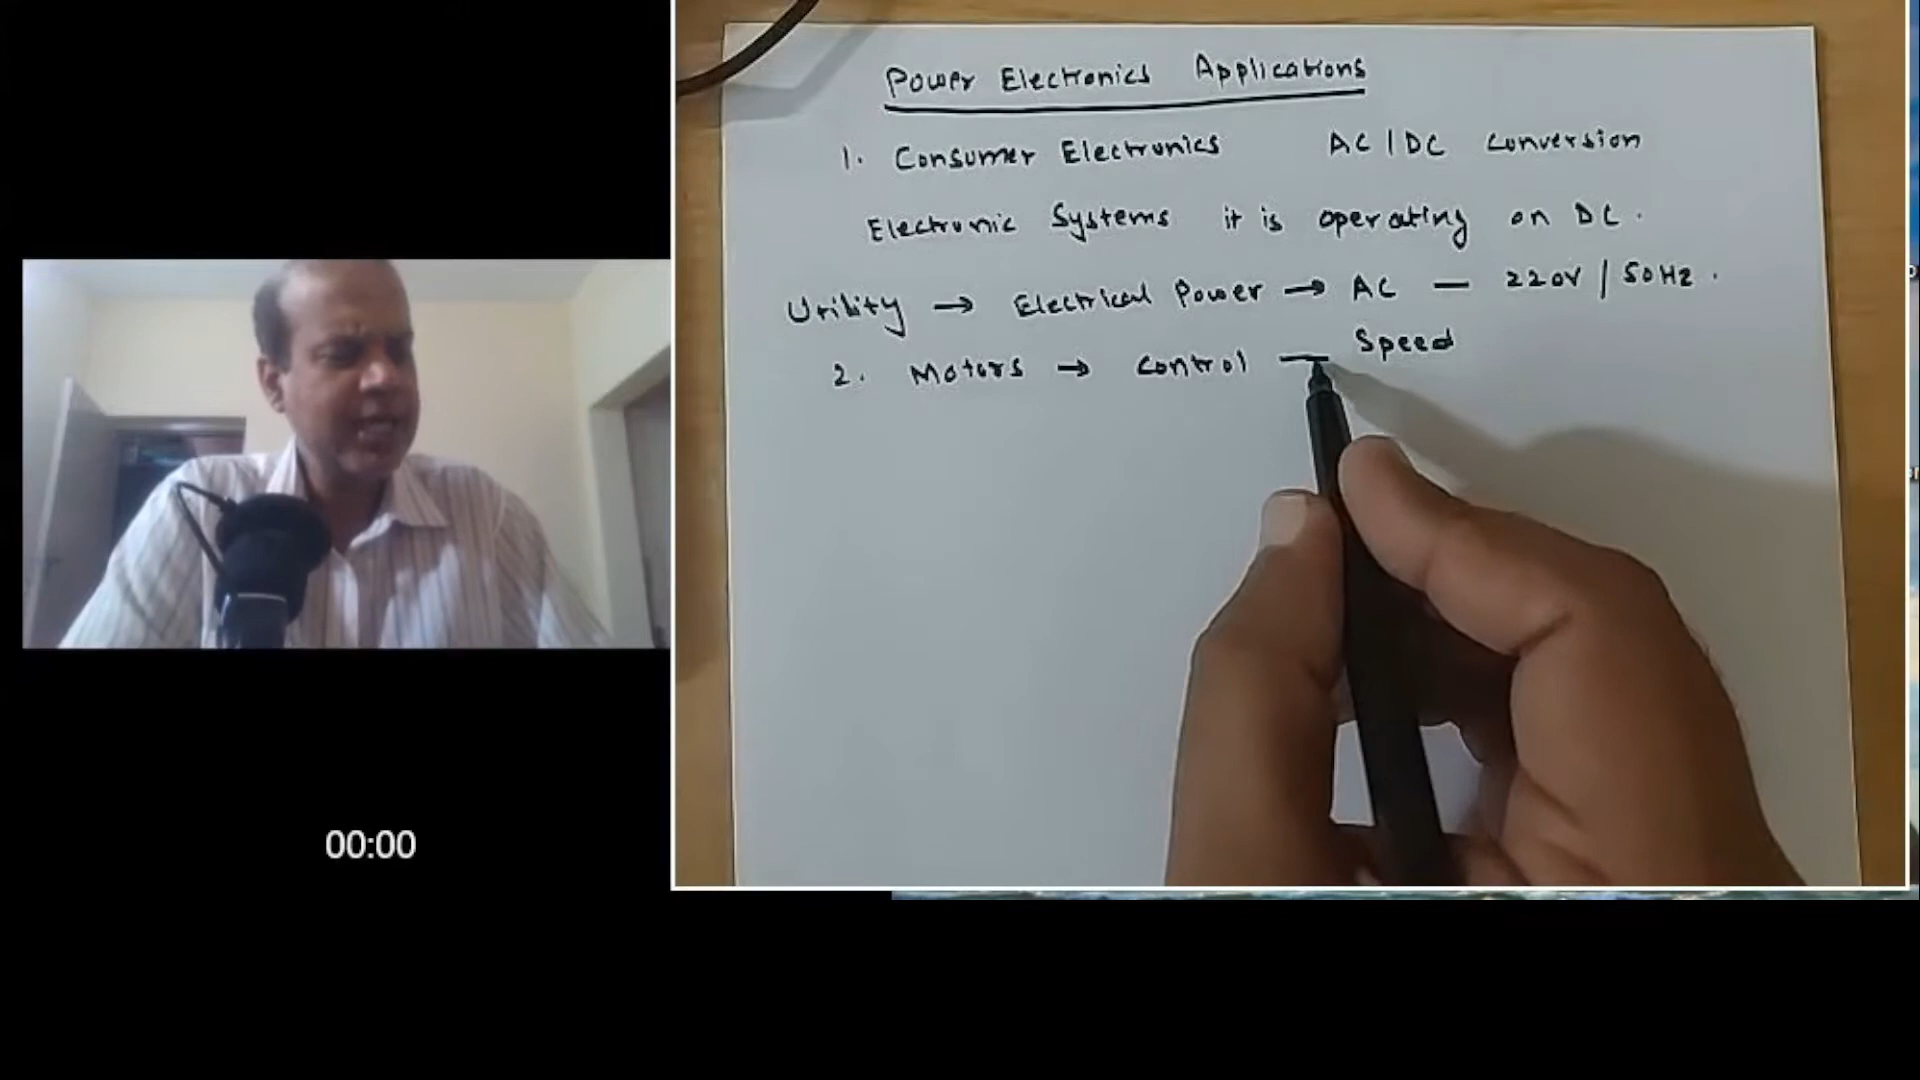 Power Electronics Applications
1. Consumer Electronics AC/DC conversion
Electronic Systems it is operating on DC.
Utility → Electrical Power → AC — 220V / 50Hz.
2. Motors → control — Speed
00:00